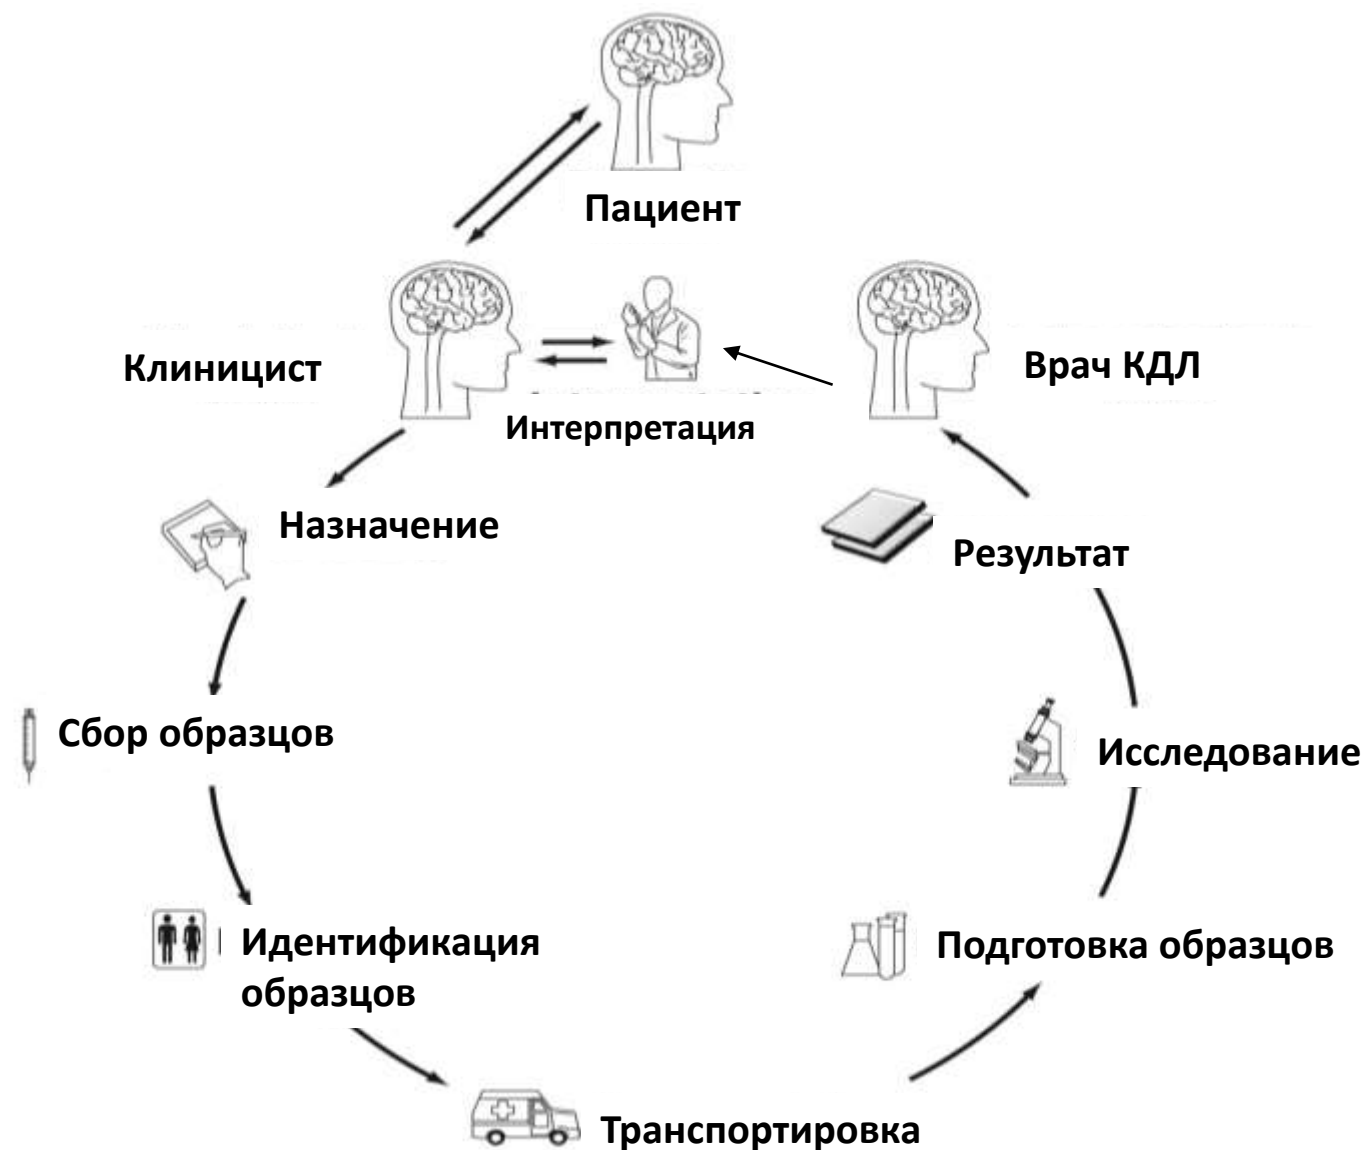 Пациент
Клиницист
Врач КДЛ
Интерпретация
Назначение
Результат
Сбор образцов
Исследование
Идентификация
образцов
Подготовка образцов
Транспортировка